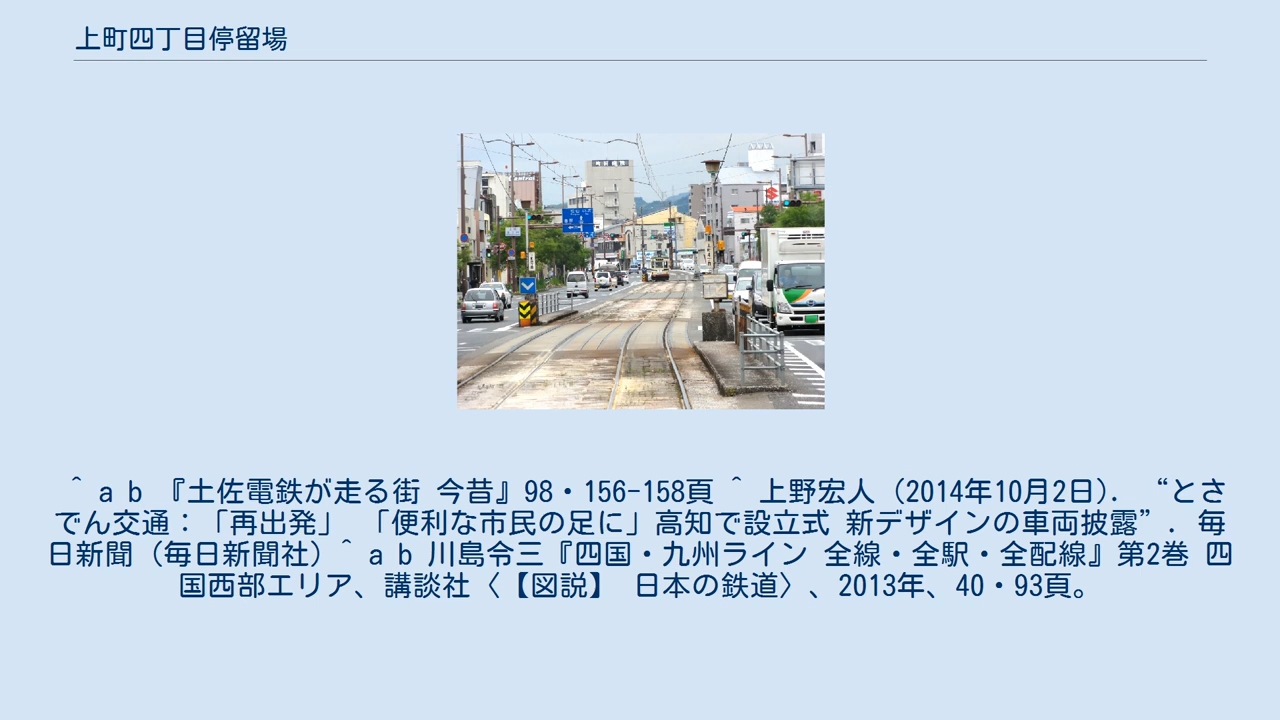 上町四丁目停留場
^ a b 『土佐電鉄が走る街 今昔』98・156-158頁 ^ 上野宏人（2014年10月2日）. “とさ
でん交通：「再出発」 「便利な市民の足に」高知で設立式 新デザインの車両披露”. 毎
日新聞（毎日新聞社）^ a b 川島令三『四国・九州ライン 全線・全駅・全配線』第2巻 四
国西部エリア、講談社〈【図説】 日本の鉄道〉、2013年、40・93頁。